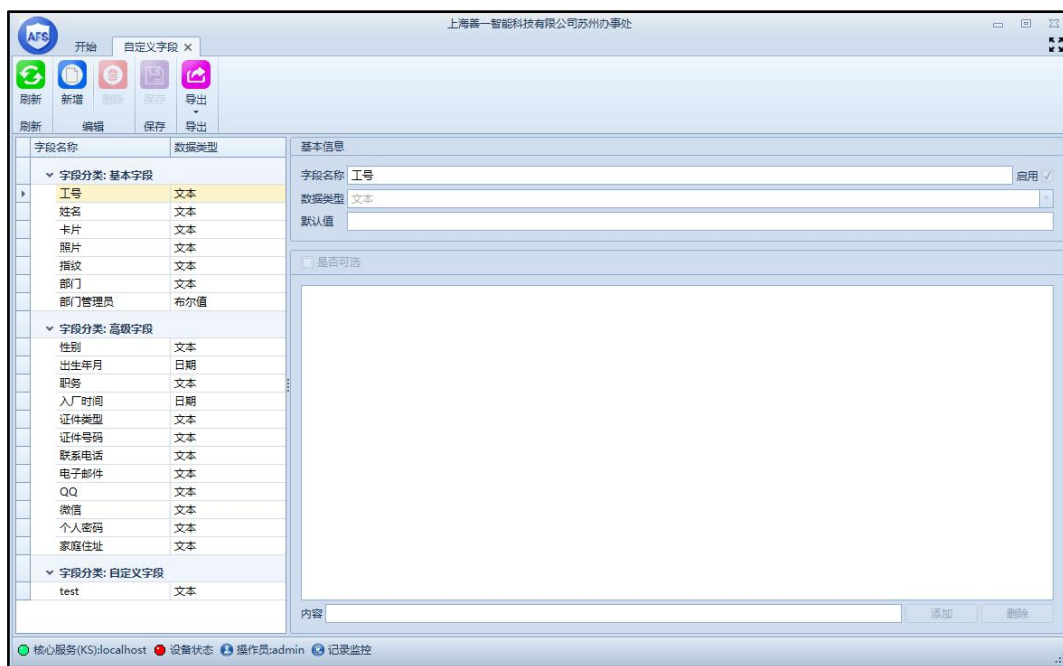 上海善一智能科技有限公司苏州办事处
AFS
开始 自定义字段
刷新 新增 删除 保存 导出
刷新 编辑 保存 导出
字段名称 数据类型
字段分类: 基本字段
工号 文本
姓名 文本
卡片 文本
照片 文本
指纹 文本
部门 文本
部门管理员 布尔值
字段分类: 高级字段
性别 文本
出生年月 日期
职务 文本
入厂时间 日期
证件类型 文本
证件号码 文本
联系电话 文本
电子邮件 文本
QQ 文本
微信 文本
个人密码 文本
家庭住址 文本
字段分类: 自定义字段
test 文本
基本信息
字段名称 工号 启用
数据类型 文本
默认值
是否可选
内容 添加 删除
核心服务(KS):localhost 设备状态 操作员:admin 记录监控